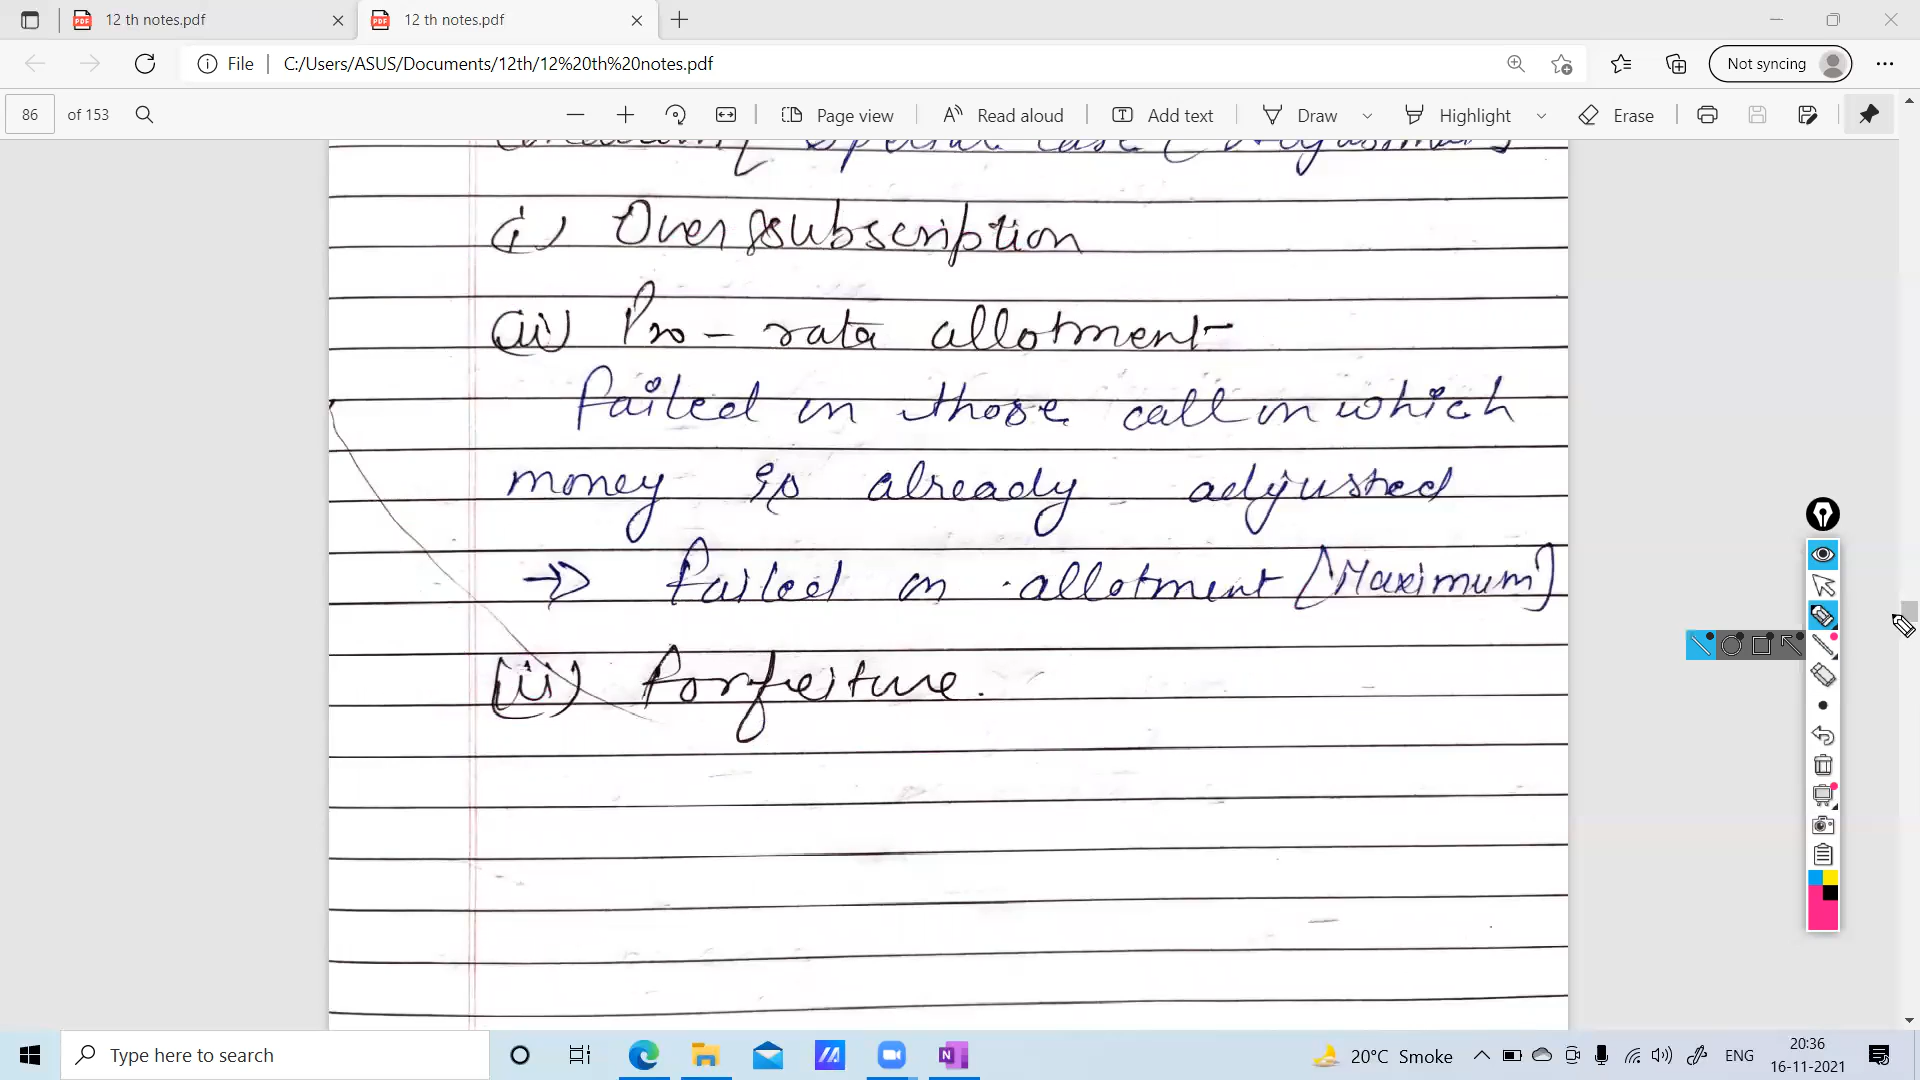 12 th notes.pdf
12 th notes.pdf
File
C:/Users/ASUS/Documents/12th/12%20th%20notes.pdf
Not syncing
86 of 153
Page view
Read aloud
Add text
Draw
Highlight
Erase
Special case
(i) Over subscription
(ii) Pro - rata allotment
failed in those call in which
money is already adjusted
→ failed on allotment [Maximum]
(iii) forfeiture.
Type here to search
20°C Smoke
ENG
20:36
16-11-2021